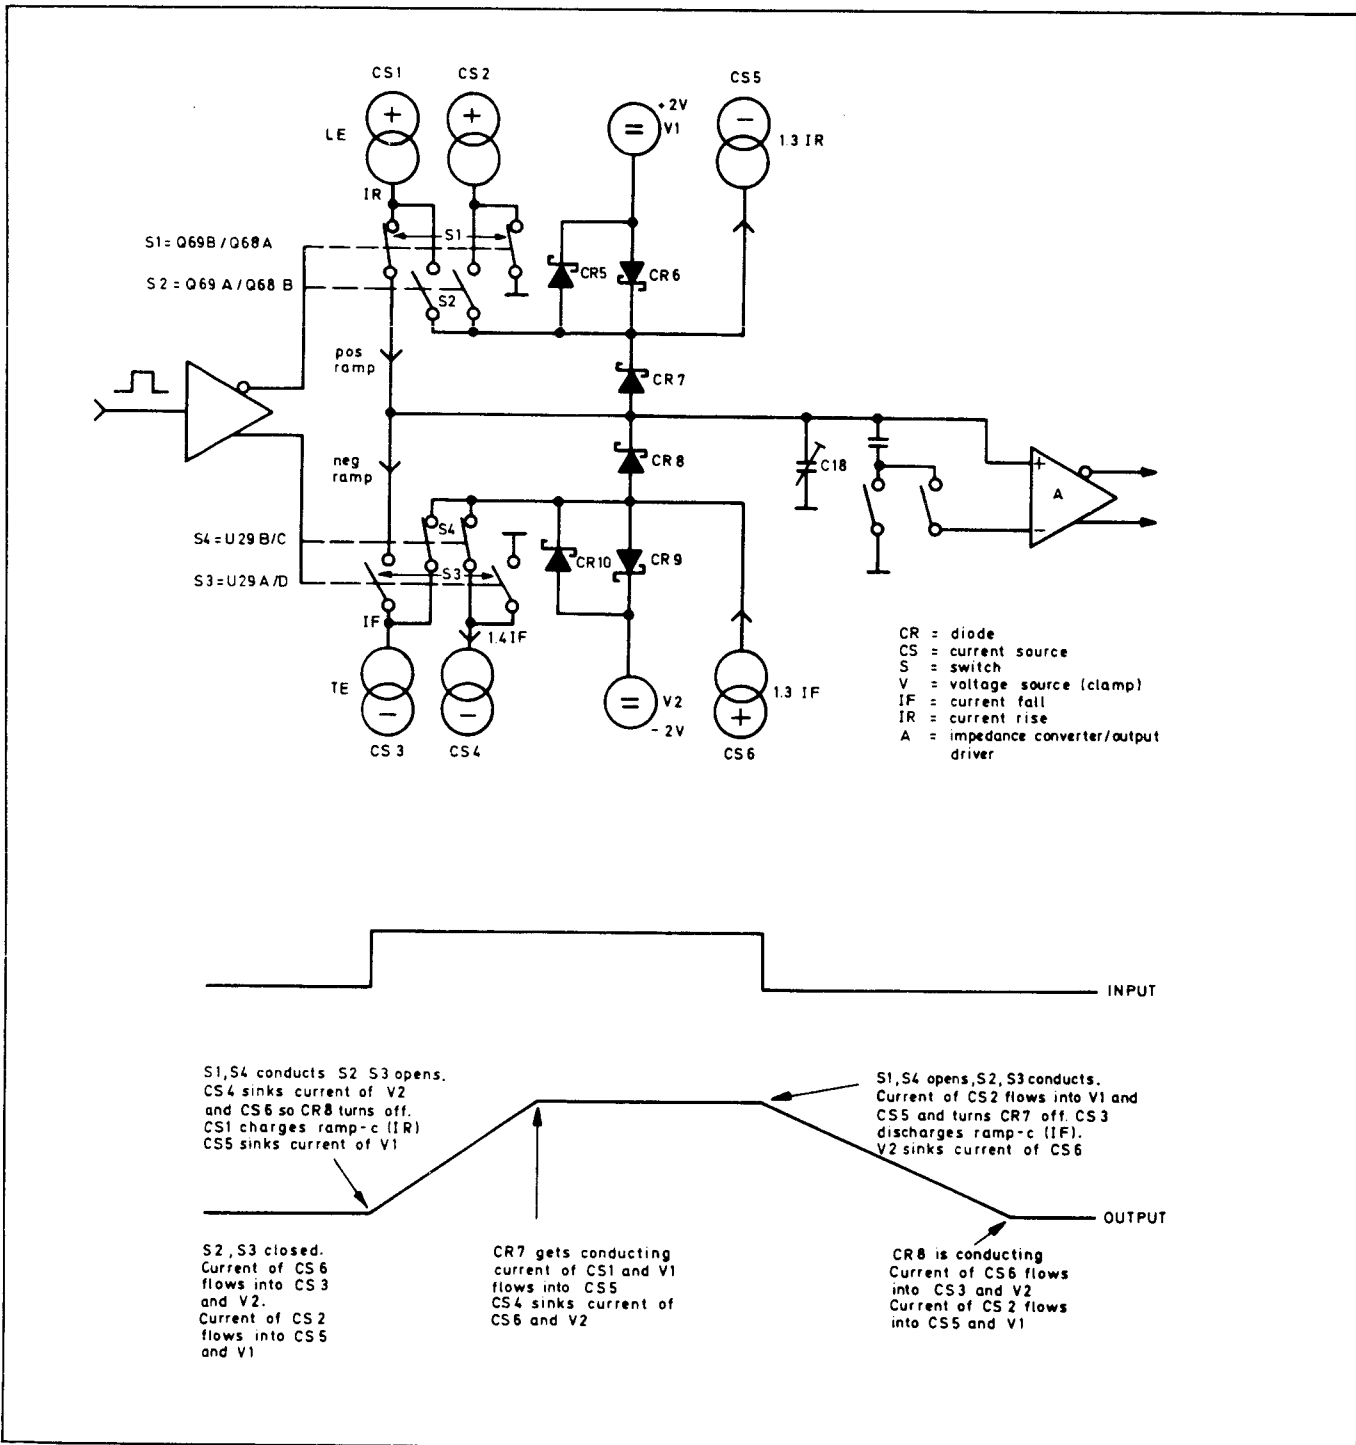 CS1
CS2
CS5
+
+
+2V
=
V1
-
1.3 IR
LE
IR
S1=Q69B/Q68A
S1
S2=Q69 A/Q68 B
S2
CR5
CR6
pos
ramp
CR7
neg
ramp
CR8
C18
+
A
-
S4=U29B/C
S4
S3=U29A/D
S3
CR10
CR9
IF
1.4IF
TE
-
-
=
V2
-2V
1.3 IF
+
CS3
CS4
CS6
CR = diode
CS = current source
S = switch
V = voltage source (clamp)
IF = current fall
IR = current rise
A = impedance converter/output
driver
INPUT
S1,S4 conducts S2 S3 opens.
CS4 sinks current of V2
and CS6 so CR8 turns off.
CS1 charges ramp-c (IR)
CS5 sinks current of V1
S1,S4 opens,S2,S3 conducts.
Current of CS2 flows into V1 and
CS5 and turns CR7 off. CS3
discharges ramp-c (IF).
V2 sinks current of CS6
OUTPUT
S2,S3 closed.
Current of CS6
flows into CS3
and V2.
Current of CS2
flows into CS5
and V1
CR7 gets conducting
current of CS1 and V1
flows into CS5
CS4 sinks current of
CS6 and V2
CR8 is conducting
Current of CS6 flows
into CS3 and V2
Current of CS2 flows
into CS5 and V1